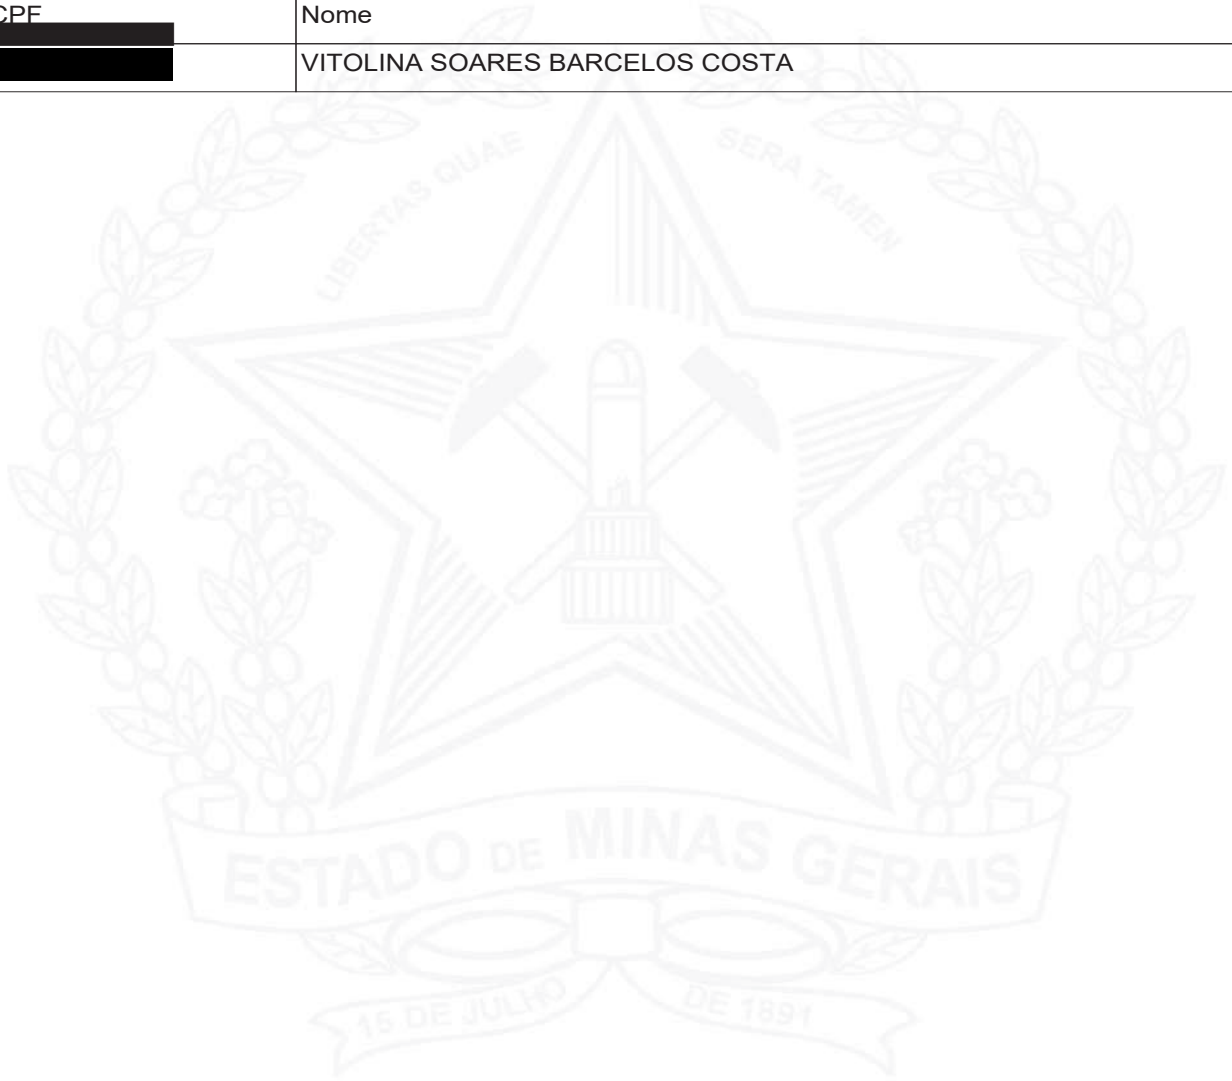 CPF
Nome
VITOLINA SOARES BARCELOS COSTA
LIBERTAS QUAE SERA TAMEN
ESTADO DE MINAS GERAIS
15 DE JULHO DE 1891